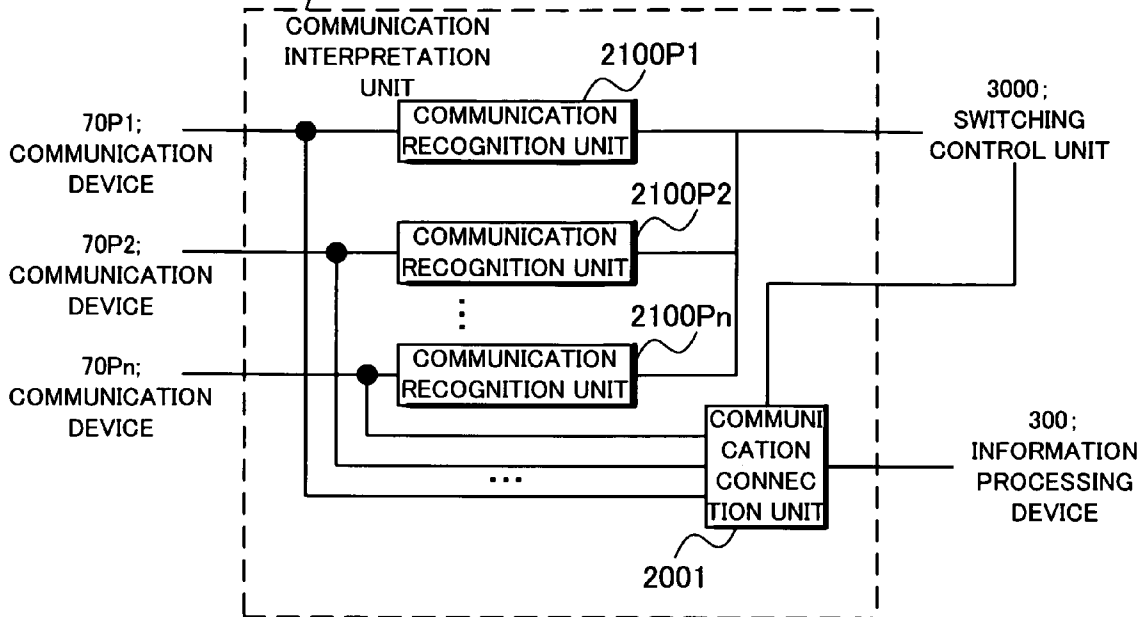 COMMUNICATION
INTERPRETATION
UNIT
2100P1
COMMUNICATION
RECOGNITION UNIT
70P1;
COMMUNICATION
DEVICE
3000;
SWITCHING
CONTROL UNIT
2100P2
COMMUNICATION
RECOGNITION UNIT
70P2;
COMMUNICATION
DEVICE
...
2100Pn
COMMUNICATION
RECOGNITION UNIT
70Pn;
COMMUNICATION
DEVICE
COMMUNI
CATION
CONNEC
TION UNIT
...
300;
INFORMATION
PROCESSING
DEVICE
2001